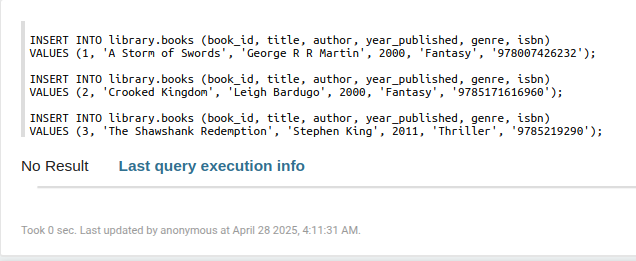 INSERT INTO library.books (book_id, title, author, year_published, genre, isbn)
VALUES (1, 'A Storm of Swords', 'George R R Martin', 2000, 'Fantasy', '978007426232');
INSERT INTO library.books (book_id, title, author, year_published, genre, isbn)
VALUES (2, 'Crooked Kingdom', 'Leigh Bardugo', 2000, 'Fantasy', '9785171616960');
INSERT INTO library.books (book_id, title, author, year_published, genre, isbn)
VALUES (3, 'The Shawshank Redemption', 'Stephen King', 2011, 'Thriller', '9785219290');
No Result Last query execution info
Took 0 sec. Last updated by anonymous at April 28 2025, 4:11:31 AM.